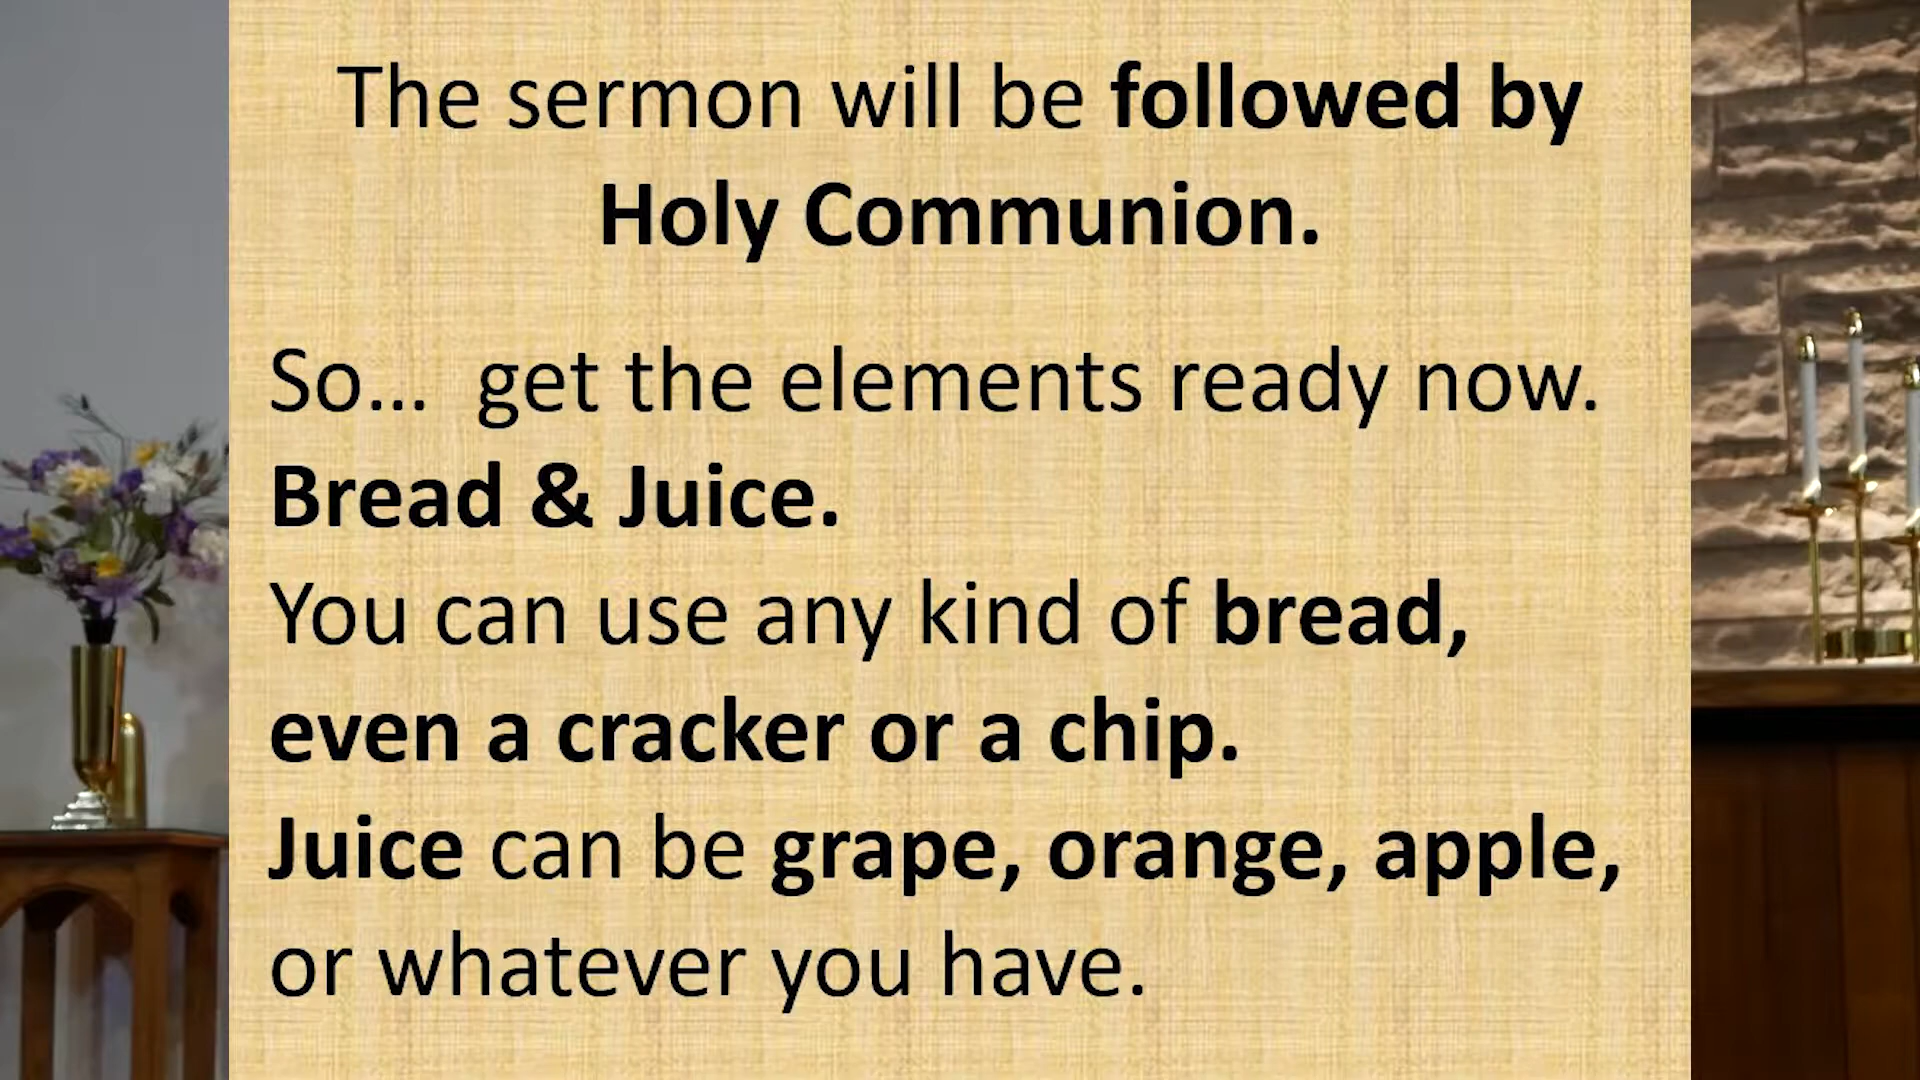 The sermon will be followed by
Holy Communion.
So...  get the elements ready now.
Bread & Juice.
You can use any kind of bread,
even a cracker or a chip.
Juice can be grape, orange, apple,
or whatever you have.